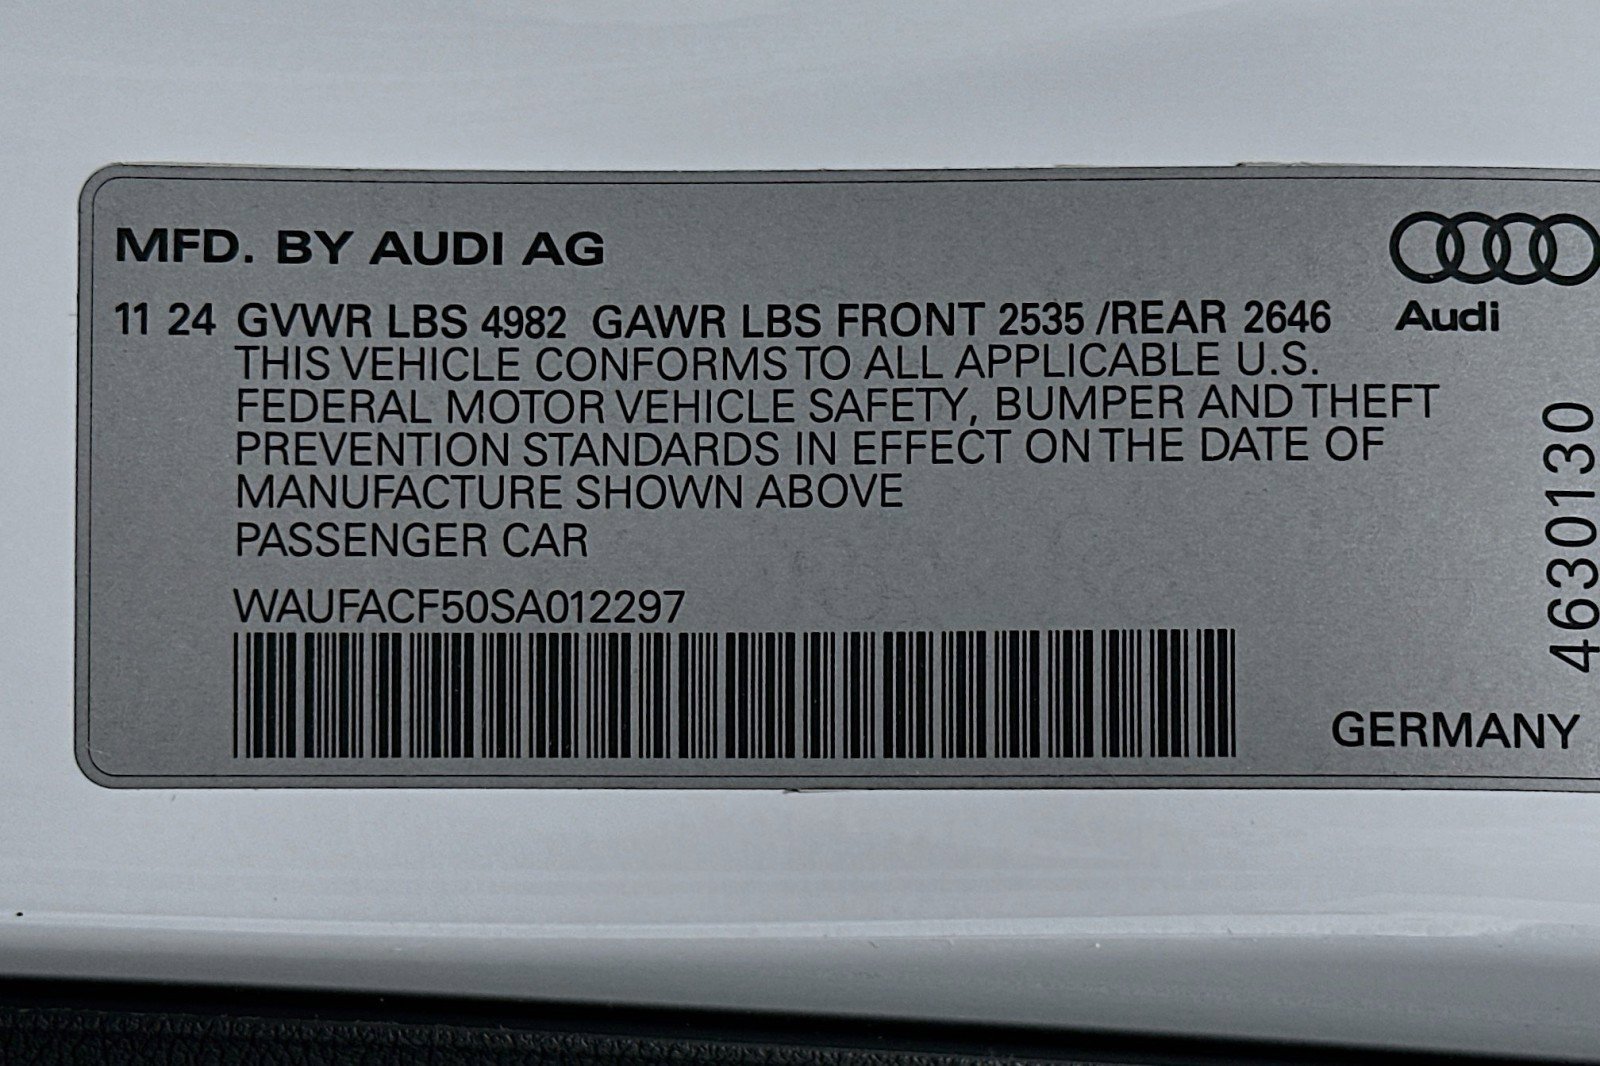 MFD. BY AUDI AG
Audi
11 24 GVWR LBS 4982 GAWR LBS FRONT 2535 /REAR 2646
THIS VEHICLE CONFORMS TO ALL APPLICABLE U.S.
FEDERAL MOTOR VEHICLE SAFETY, BUMPER AND THEFT
PREVENTION STANDARDS IN EFFECT ON THE DATE OF
MANUFACTURE SHOWN ABOVE
PASSENGER CAR
WAUFACF50SA012297
GERMANY
4630130